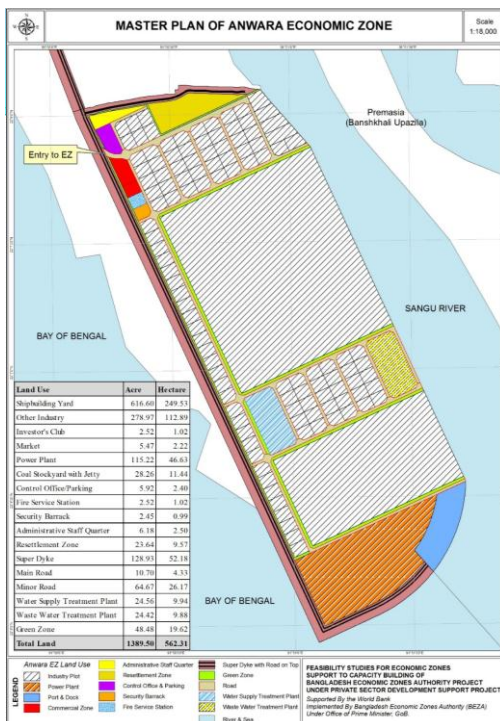 MASTER PLAN OF ANWARA ECONOMIC ZONE
Scale
1:18,000
Premasia
(Banshkhali Upazila)
Entry to EZ
SANGU RIVER
BAY OF BENGAL
Land Use Acre Hectare
Shipbuilding Yard 616.60 249.53
Other Industry 278.97 112.89
Investor's Club 2.52 1.02
Market 5.47 2.22
Power Plant 115.22 46.63
Coal Stockyard with Jetty 28.26 11.44
Control Office/Parking 5.92 2.40
Fire Service Station 2.52 1.02
Security Barrack 2.45 0.99
Administrative Staff Quarter 6.18 2.50
Resettlement Zone 23.64 9.57
Super Dyke 128.93 52.18
Main Road 10.70 4.33
Minor Road 64.67 26.17
Water Supply Treatment Plant 24.56 9.94
Waste Water Treatment Plant 24.42 9.88
Green Zone 48.48 19.62
Total Land 1389.50 562.31
BAY OF BENGAL
LEGEND
Anwara EZ Land Use
Industry Plot
Power Plant
Port & Dock
Commercial Zone
Administrative Staff Quarter
Resettlement Zone
Control Office & Parking
Security Barrack
Fire Service Station
Super Dyke with Road on Top
Green Zone
Road
Water Supply Treatment Plant
Waste Water Treatment Plant
River & Sea
FEASIBILITY STUDIES FOR ECONOMIC ZONES
SUPPORT TO CAPACITY BUILDING OF
BANGLADESH ECONOMIC ZONES AUTHORITY PROJECT
UNDER PRIVATE SECTOR DEVELOPMENT SUPPORT PROJECT
Supported By the World Bank
Implemented By Bangladesh Economic Zones Authority (BEZA)
Under Office of Prime Minister, GoB.